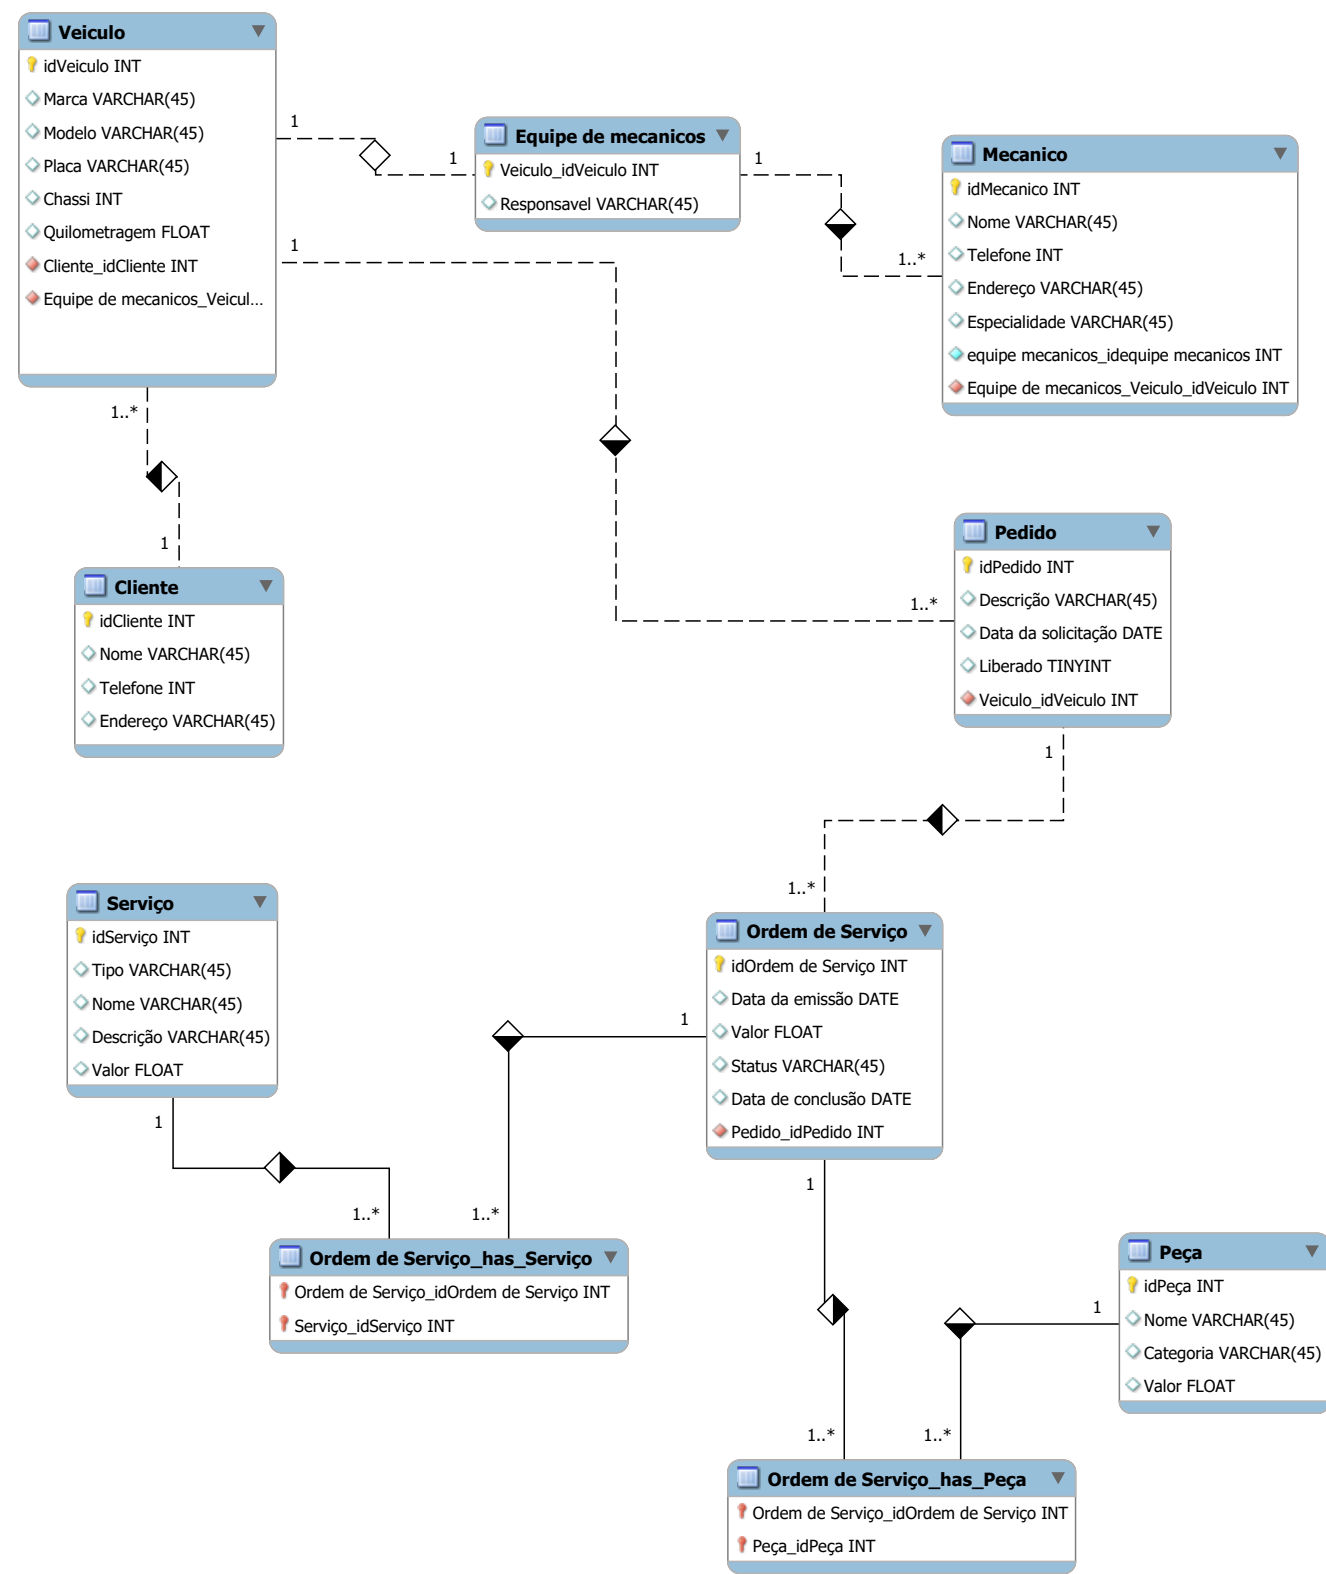 Veiculo
idVeiculo INT
Marca VARCHAR(45)
Modelo VARCHAR(45)
Placa VARCHAR(45)
Chassi INT
Quilometragem FLOAT
Cliente_idCliente INT
Equipe de mecanicos_Veicul...
1
1
1
1..*
1
Equipe de mecanicos
Veiculo_idVeiculo INT
Responsavel VARCHAR(45)
1
1..*
Mecanico
idMecanico INT
Nome VARCHAR(45)
Telefone INT
Endereço VARCHAR(45)
Especialidade VARCHAR(45)
equipe mecanicos_idequipe mecanicos INT
Equipe de mecanicos_Veiculo_idVeiculo INT
Cliente
idCliente INT
Nome VARCHAR(45)
Telefone INT
Endereço VARCHAR(45)
1..*
Pedido
idPedido INT
Descrição VARCHAR(45)
Data da solicitação DATE
Liberado TINYINT
Veiculo_idVeiculo INT
1
1..*
Serviço
idServiço INT
Tipo VARCHAR(45)
Nome VARCHAR(45)
Descrição VARCHAR(45)
Valor FLOAT
1
1..*
Ordem de Serviço
idOrdem de Serviço INT
Data da emissão DATE
Valor FLOAT
Status VARCHAR(45)
Data de conclusão DATE
Pedido_idPedido INT
1
1..*
1
Ordem de Serviço_has_Serviço
Ordem de Serviço_idOrdem de Serviço INT
Serviço_idServiço INT
Peça
idPeça INT
Nome VARCHAR(45)
Categoria VARCHAR(45)
Valor FLOAT
1
1..*
1..*
Ordem de Serviço_has_Peça
Ordem de Serviço_idOrdem de Serviço INT
Peça_idPeça INT